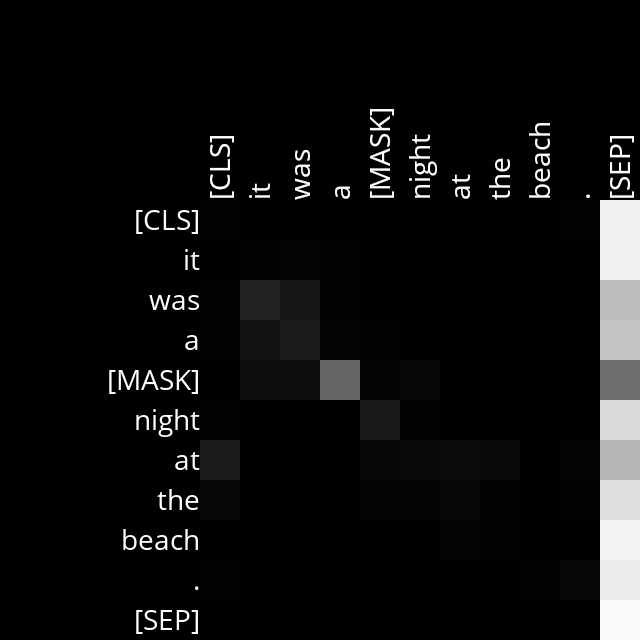 [CLS] it was a [MASK] night at the beach . [SEP]
[CLS]
it
was
a
[MASK]
night
at
the
beach
.
[SEP]